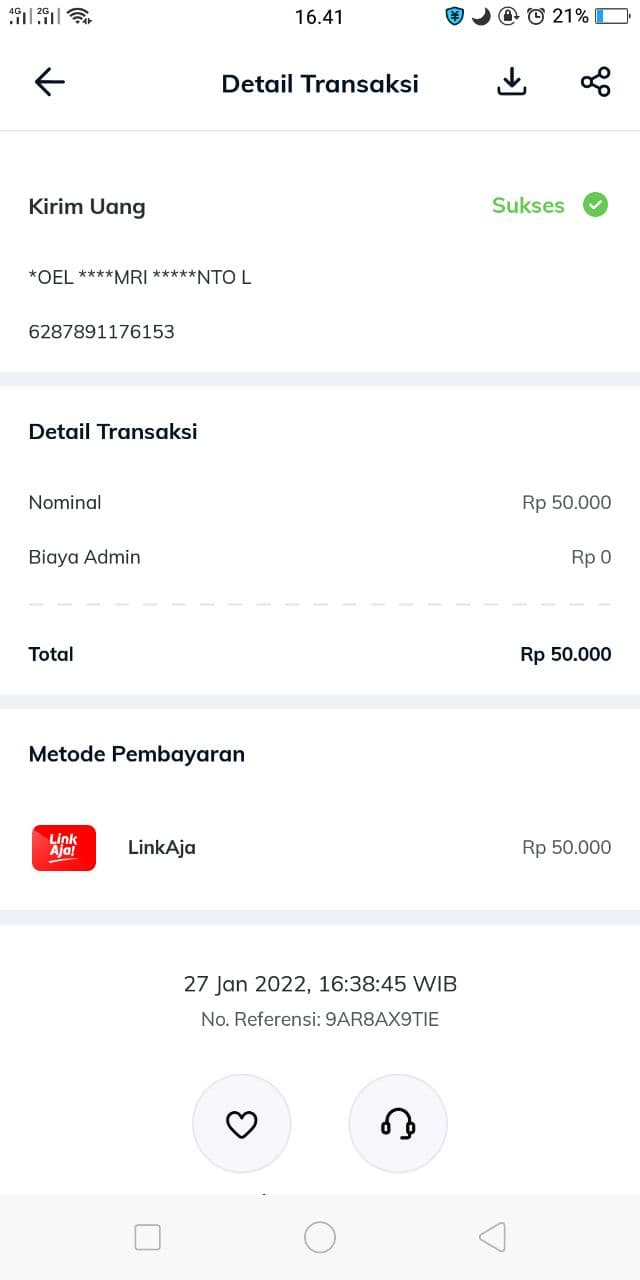 4G 2G 16.41 21%
Detail Transaksi
Kirim Uang Sukses
*OEL ****MRI *****NTO L
6287891176153
Detail Transaksi
Nominal Rp 50.000
Biaya Admin Rp 0
Total Rp 50.000
Metode Pembayaran
Link
Aja!
LinkAja Rp 50.000
27 Jan 2022, 16:38:45 WIB
No. Referensi: 9AR8AX9TIE